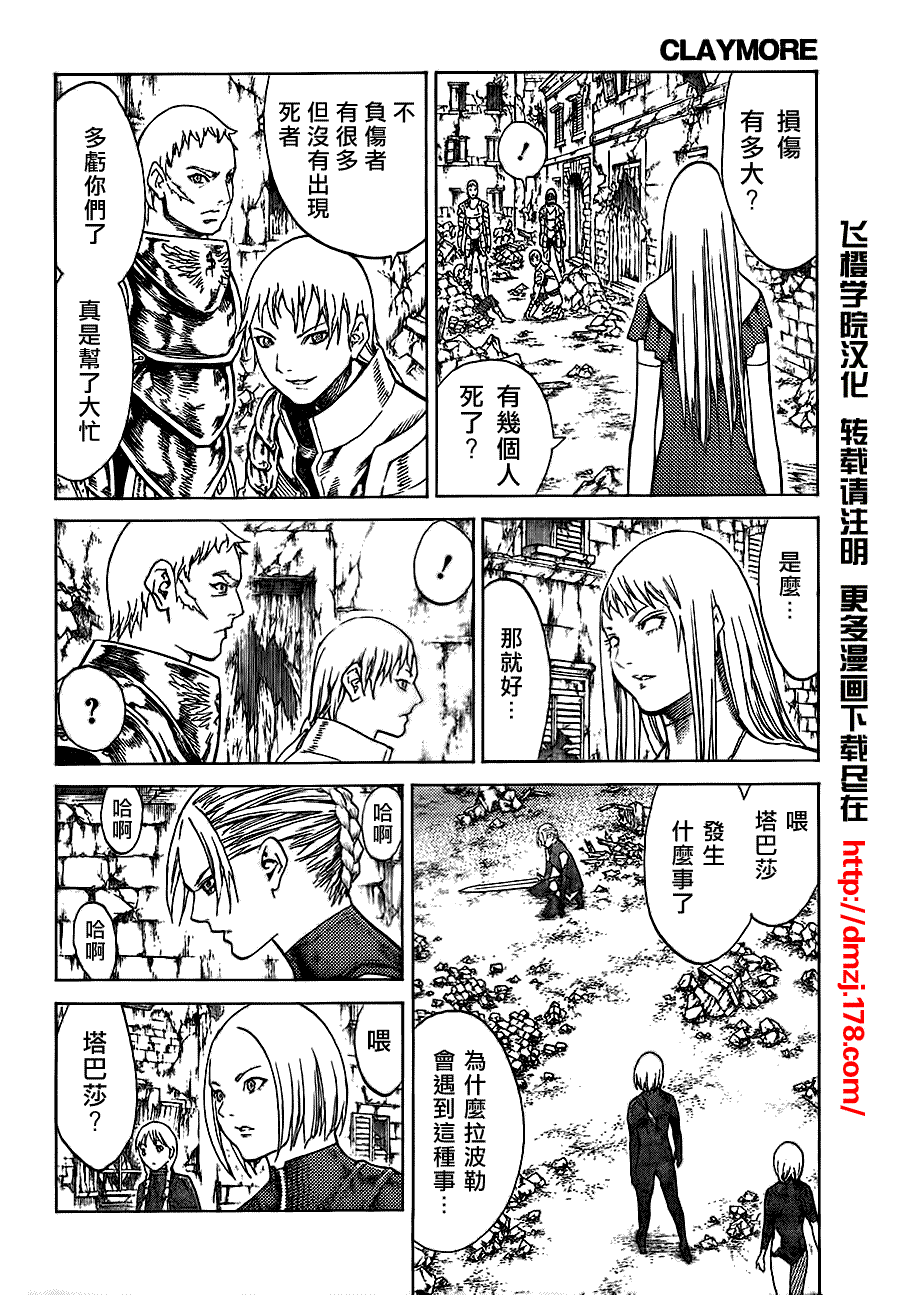 CLAYMORE
損傷
有多大？
！
有幾個人
死了？
不
負傷者
有很多
但沒有出現
死者
多虧你們了
真是幫了大忙
是麼…
那就好…
！
？
喂
塔巴莎
發生
什麼事了
為什麼拉波勒
會遇到這種事…
哈啊
哈啊
哈啊
喂
塔巴莎？
飞橙学院汉化 转载请注明 更多漫画下载尽在 http://dmzj.178.com/